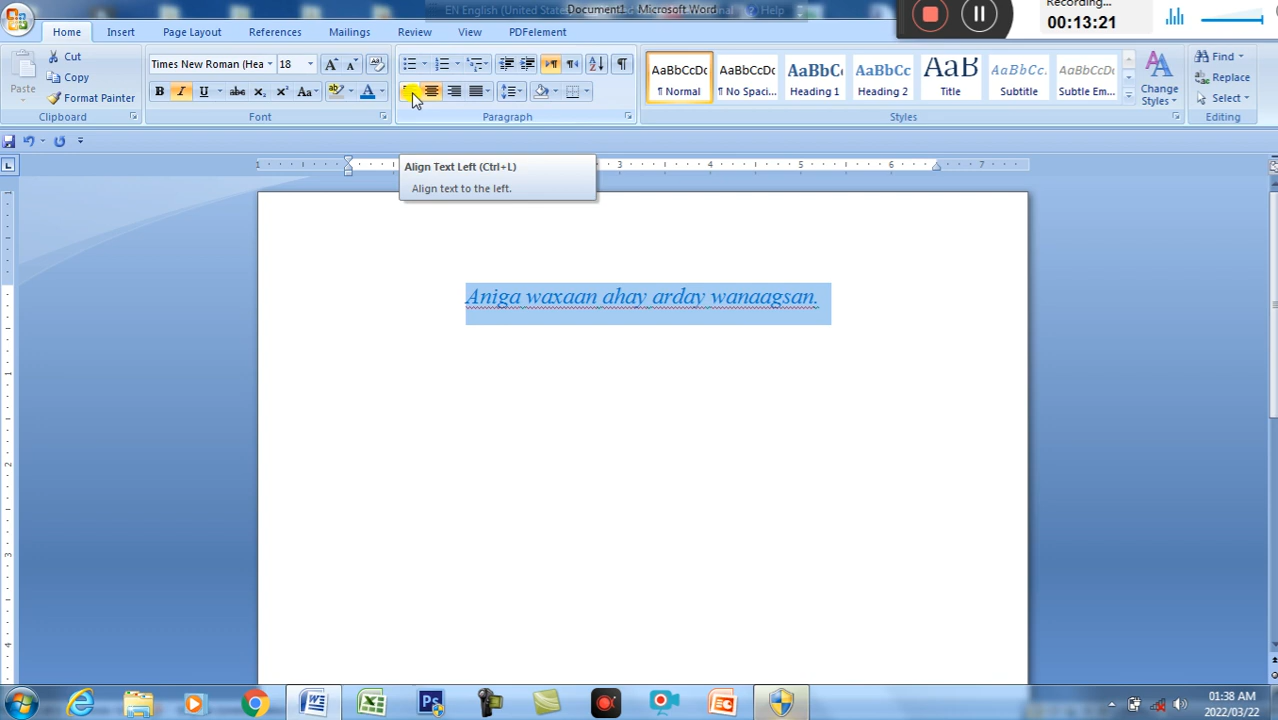 EN English (United States
Document1 - Microsoft Word
Help
Recording...
00:13:21
Home Insert Page Layout References Mailings Review View PDFelement
Cut
Copy
Format Painter
Paste
Clipboard
Times New Roman (Hea 18
Font
Paragraph
AaBbCcDc AaBbCcDc AaBbC AaBbCc AaB AaBbCc. AaBbCcDc
¶ Normal ¶ No Spaci... Heading 1 Heading 2 Title Subtitle Subtle Em...
Change
Styles
Styles
Find
Replace
Select
Editing
Align Text Left (Ctrl+L)
Align text to the left.
Aniga waxaan ahay arday wanaagsan.
01:38 AM
2022/03/22